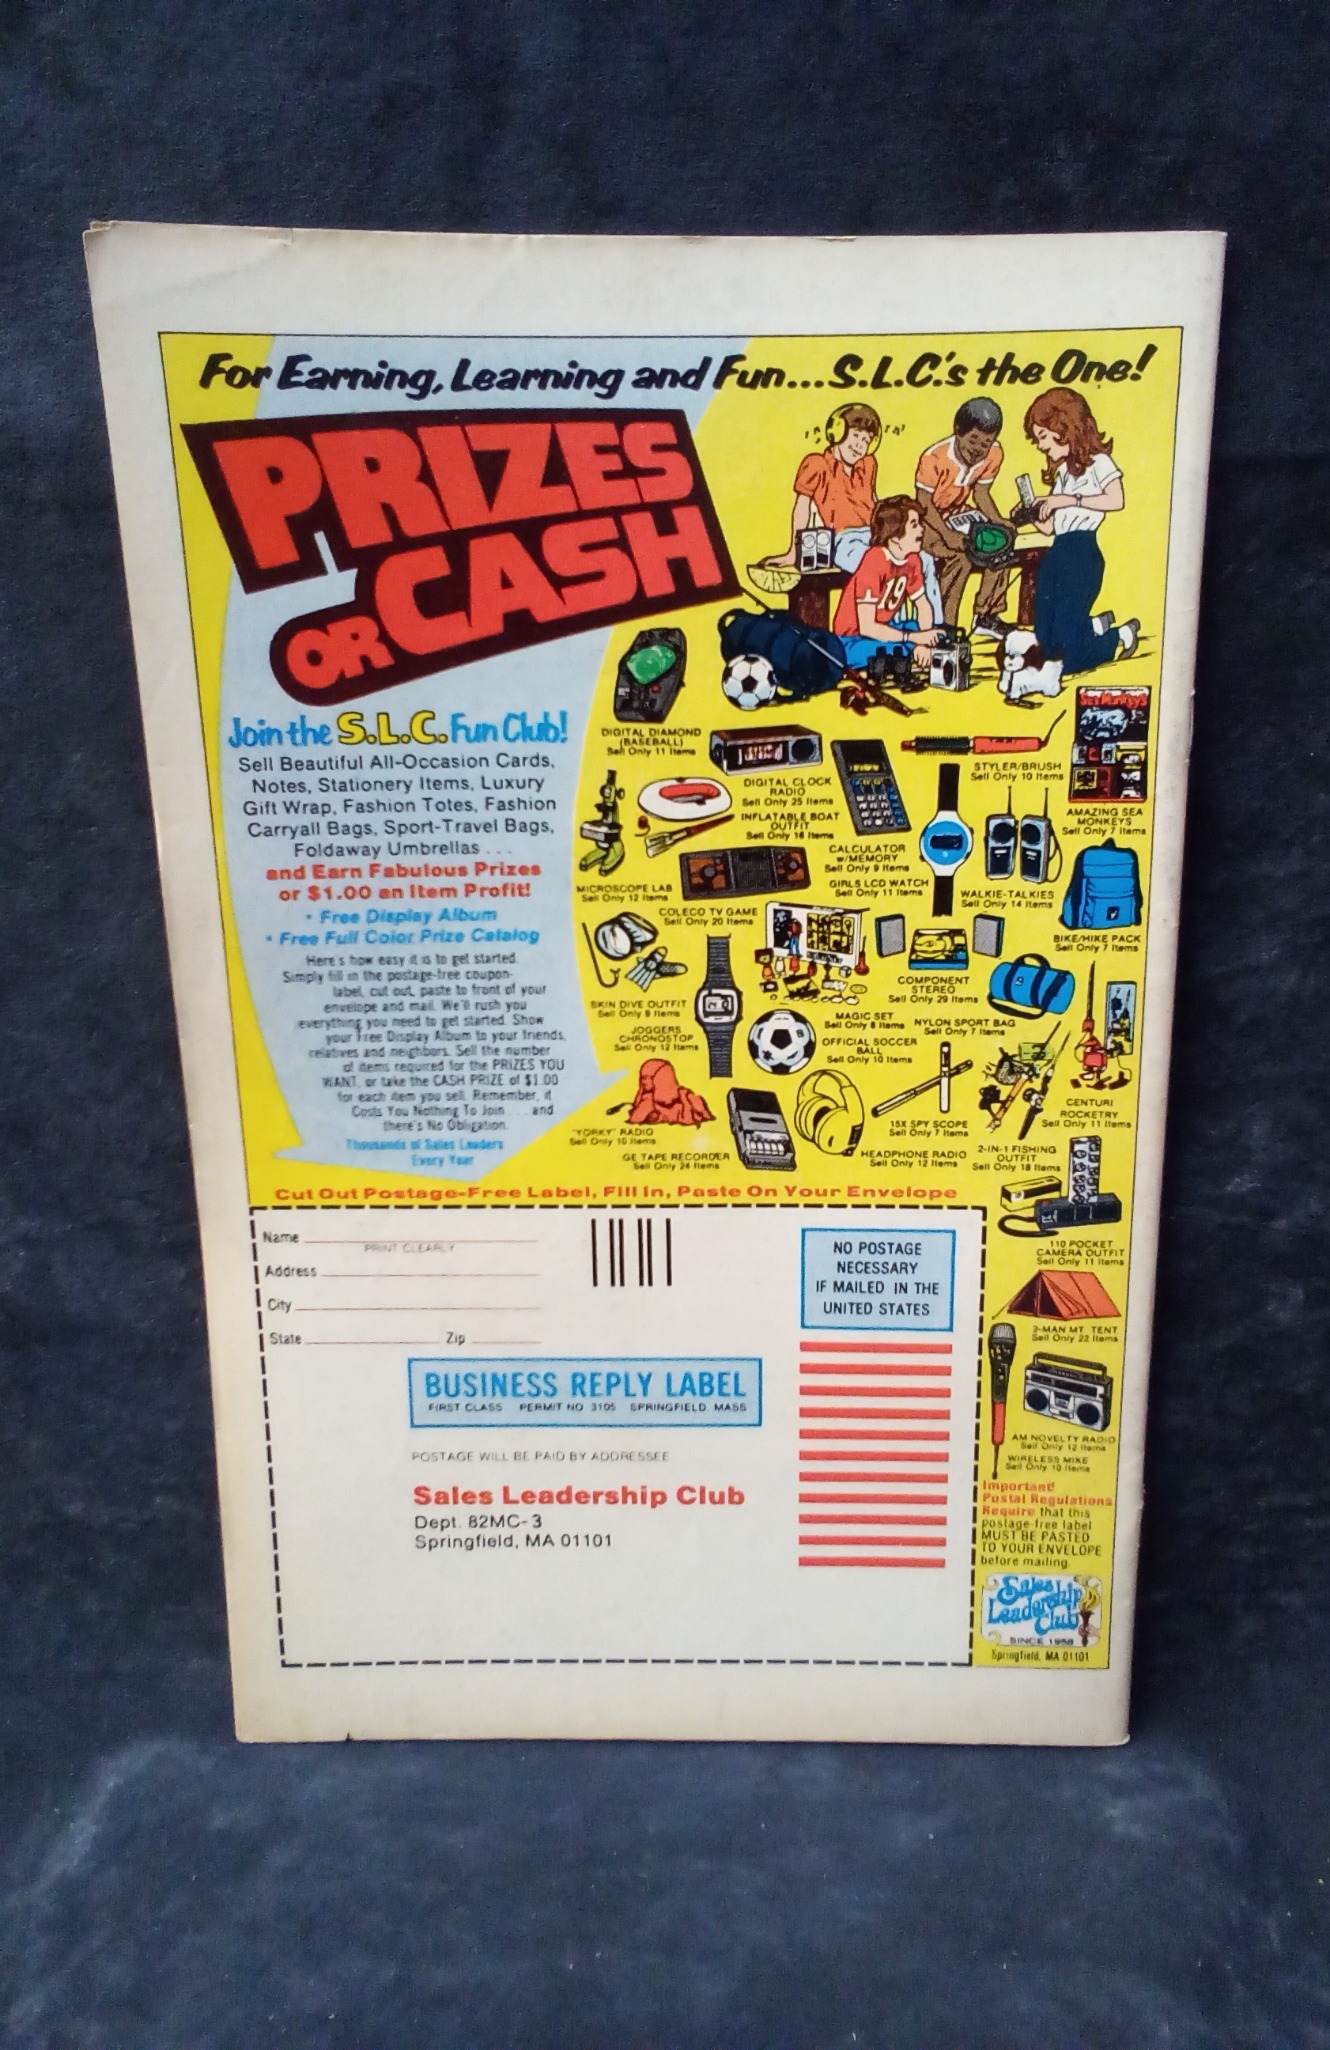 For Earning, Learning and Fun...S.L.C.'s the One!
PRIZES
OR CASH
Join the S.L.C. Fun Club!
Sell Beautiful All-Occasion Cards,
Notes, Stationery Items, Luxury
Gift Wrap, Fashion Totes, Fashion
Carryall Bags, Sport-Travel Bags,
Foldaway Umbrellas . . .
and Earn Fabulous Prizes
or $1.00 an Item Profit!
• Free Display Album
• Free Full Color Prize Catalog
Here's how easy it is to get started.
Simply fill in the postage-free coupon-
label, cut out, paste to front of your
envelope and mail. We'll rush you
everything you need to get started. Show
your Free Display Album to your friends,
relatives and neighbors. Sell the number
of items required for the PRIZES YOU
WANT, or take the CASH PRIZE of $1.00
for each item you sell. Remember, it
Costs You Nothing To Join . . . and
there's No Obligation.
Thousands of Sales Leaders
Every Year
19
DIGITAL DIAMOND
(BASEBALL)
Sell Only 11 Items
DIGITAL CLOCK
RADIO
Sell Only 25 Items
STYLER/BRUSH
Sell Only 10 Items
Sea Monkeys
AMAZING SEA
MONKEYS
Sell Only 7 Items
INFLATABLE BOAT
OUTFIT
Sell Only 16 Items
CALCULATOR
w/MEMORY
Sell Only 9 Items
MICROSCOPE LAB
Sell Only 12 Items
GIRLS LCD WATCH
Sell Only 11 Items
WALKIE-TALKIES
Sell Only 14 Items
COLECO TV GAME
Sell Only 20 Items
BIKE/HIKE PACK
Sell Only 7 Items
COMPONENT
STEREO
Sell Only 29 Items
SKIN DIVE OUTFIT
Sell Only 9 Items
MAGIC SET
Sell Only 8 Items
NYLON SPORT BAG
Sell Only 7 Items
JOGGERS
CHRONOSTOP
Sell Only 12 Items
OFFICIAL SOCCER
BALL
Sell Only 10 Items
CENTURI
ROCKETRY
Sell Only 11 Items
"YORKY" RADIO
Sell Only 10 Items
15X SPY SCOPE
Sell Only 7 Items
GE TAPE RECORDER
Sell Only 24 Items
HEADPHONE RADIO
Sell Only 12 Items
2-IN-1 FISHING
OUTFIT
Sell Only 18 Items
110 POCKET
CAMERA OUTFIT
Sell Only 11 Items
2-MAN MT. TENT
Sell Only 22 Items
AM NOVELTY RADIO
Sell Only 12 Items
WIRELESS MIKE
Sell Only 10 Items
Cut Out Postage-Free Label, Fill In, Paste On Your Envelope
Name
PRINT CLEARLY
Address
City
State Zip
NO POSTAGE
NECESSARY
IF MAILED IN THE
UNITED STATES
BUSINESS REPLY LABEL
FIRST CLASS PERMIT NO 3105 SPRINGFIELD, MASS
POSTAGE WILL BE PAID BY ADDRESSEE
Sales Leadership Club
Dept. 82MC-3
Springfield, MA 01101
Important!
Postal Regulations
Require that this
postage-free label
MUST BE PASTED
TO YOUR ENVELOPE
before mailing.
Sales
Leadership
Club
SINCE 1958
Springfield, MA 01101